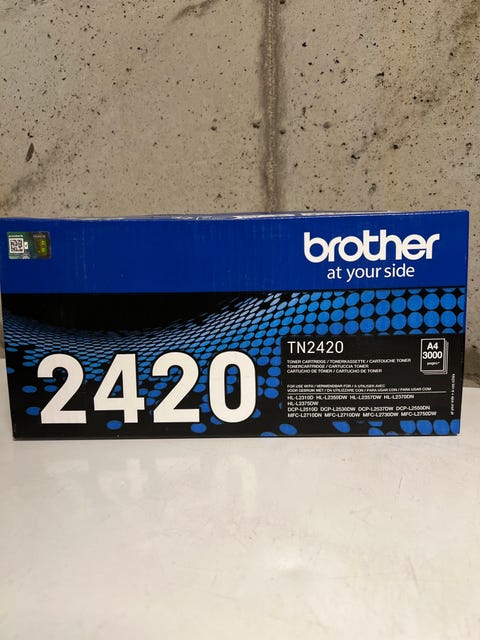 brother
at your side
TN2420
TONER CARTRIDGE / TONERKASSETTE / CARTOUCHE TONER
TONERCARTRIDGE / CARTUCCIA TONER
CARTUCHO DE TÓNER / CARTUCHO DE TONER
A4
3000
pages*
2420
FOR USE WITH / VERWENDBAR FÜR / A UTILISER AVEC
VOOR GEBRUIK MET / DA UTILIZZARE CON / PARA USAR CON / PARA USAR COM
HL-L2310D HL-L2350DW HL-L2357DW HL-L2370DN
HL-L2375DW
DCP-L2510D DCP-L2530DW DCP-L2537DW DCP-L2550DN
MFC-L2710DN MFC-L2710DW MFC-L2730DW MFC-L2750DW